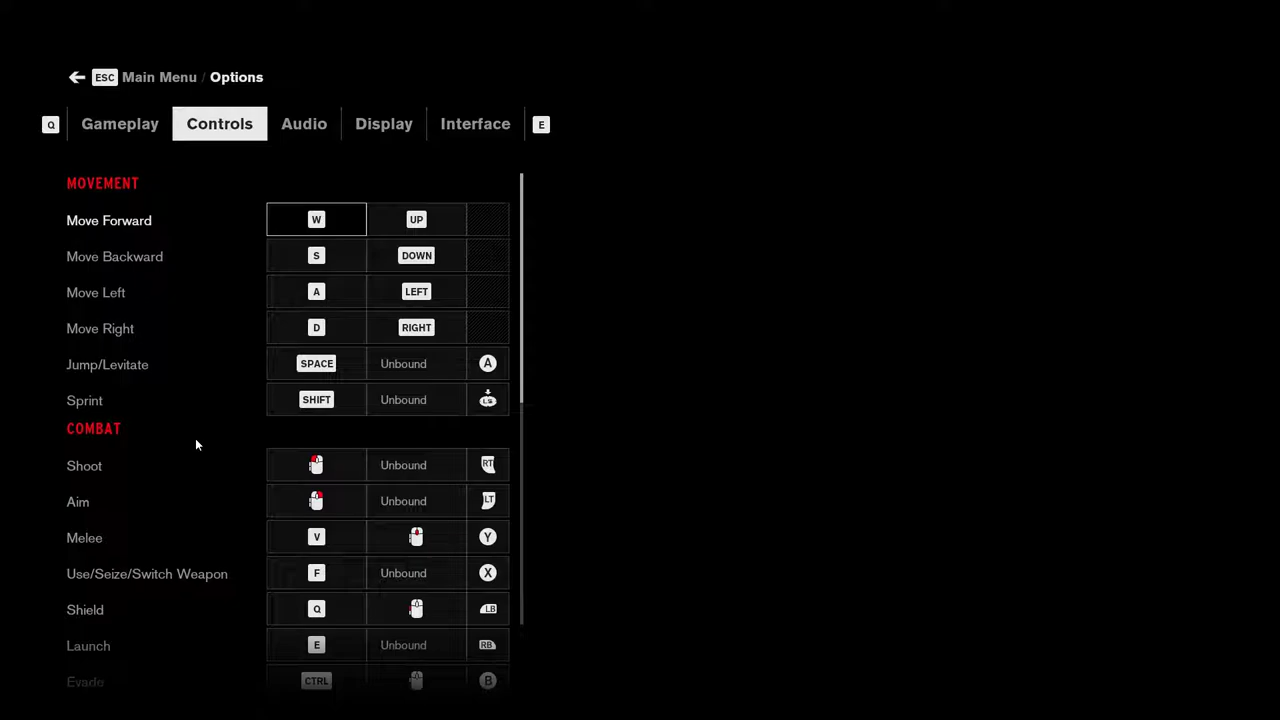 ESC Main Menu / Options
Q Gameplay Controls Audio Display Interface E
MOVEMENT
Move Forward W UP
Move Backward S DOWN
Move Left A LEFT
Move Right D RIGHT
Jump/Levitate SPACE Unbound A
Sprint SHIFT Unbound LS
COMBAT
Shoot Unbound RT
Aim Unbound LT
Melee V Y
Use/Seize/Switch Weapon F Unbound X
Shield Q LB
Launch E Unbound RB
Evade CTRL B